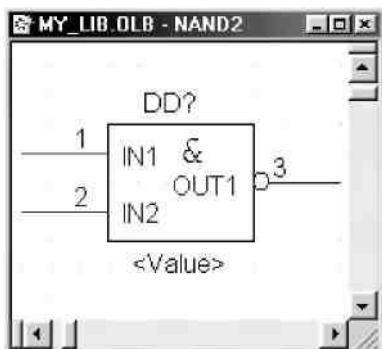 MY_LIB.OLB - NAND2
DD?
1
IN1 &
OUT1
3
2
IN2
<Value>